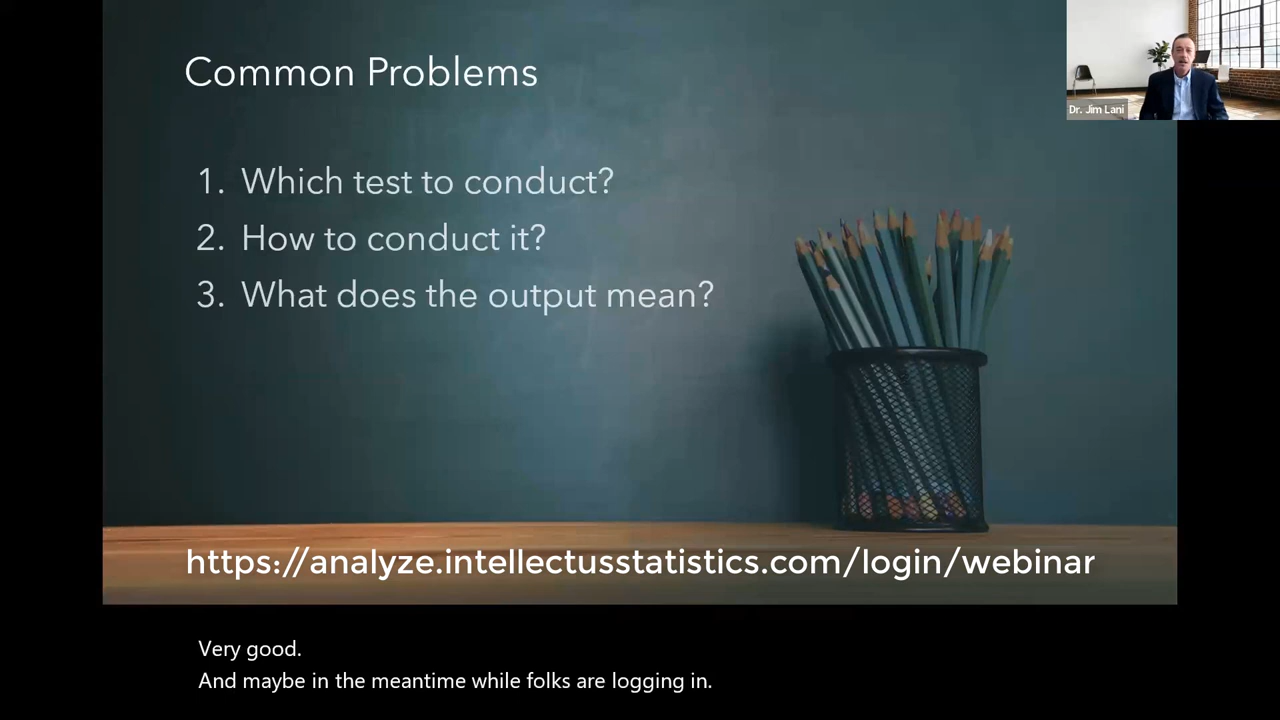 Common Problems
Dr. Jim Lani
1. Which test to conduct?
2. How to conduct it?
3. What does the output mean?
https://analyze.intellectusstatistics.com/login/webinar
Very good.
And maybe in the meantime while folks are logging in.